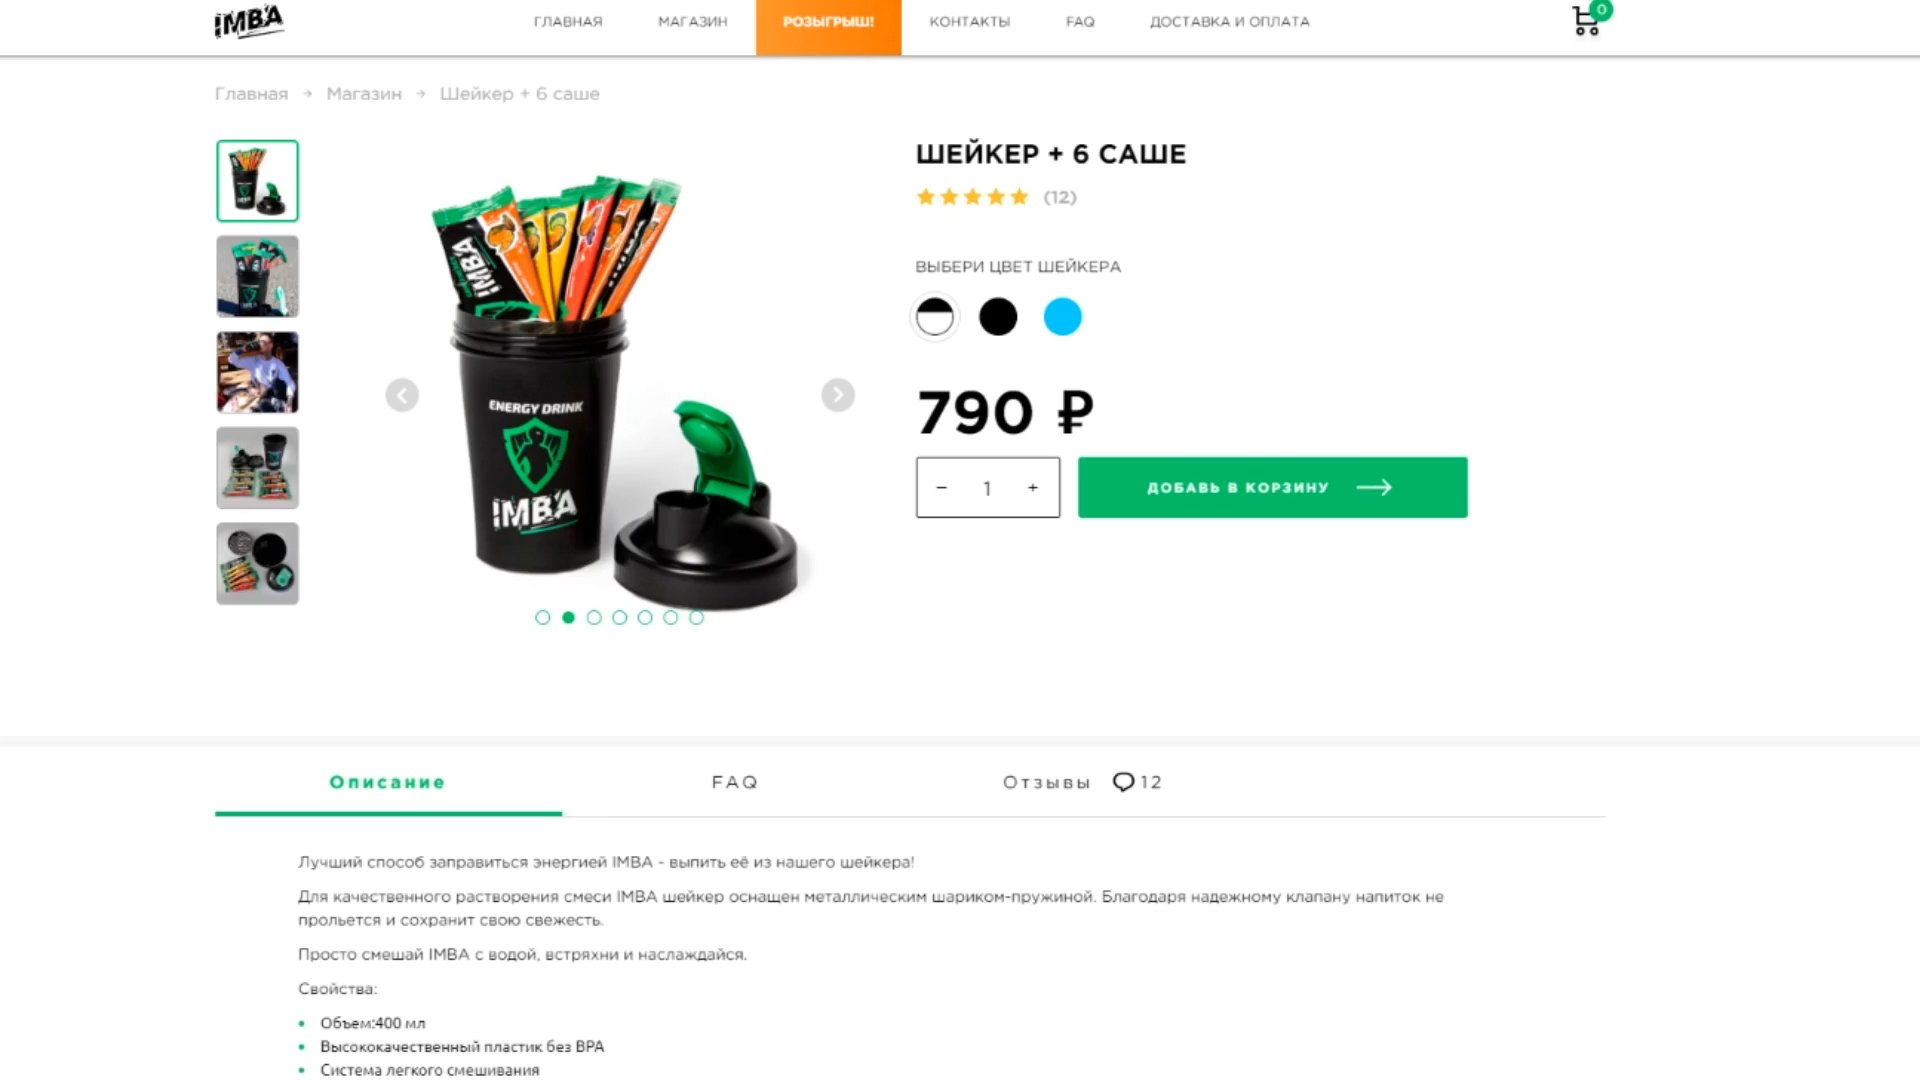 IMBA
ГЛАВНАЯ
МАГАЗИН
РОЗЫГРЫШ!
КОНТАКТЫ
FAQ
ДОСТАВКА И ОПЛАТА
0
Главная → Магазин → Шейкер + 6 саше
ШЕЙКЕР + 6 САШЕ
(12)
ВЫБЕРИ ЦВЕТ ШЕЙКЕРА
IMBA
ENERGY DRINK
IMBA
790 ₽
− 1 +
ДОБАВЬ В КОРЗИНУ
Описание
FAQ
Отзывы 12
Лучший способ заправиться энергией IMBA - выпить её из нашего шейкера!
Для качественного растворения смеси IMBA шейкер оснащен металлическим шариком-пружиной. Благодаря надежному клапану напиток не
прольется и сохранит свою свежесть.
Просто смешай IMBA с водой, встряхни и наслаждайся.
Свойства:
Объем:400 мл
Высококачественный пластик без BPA
Система легкого смешивания